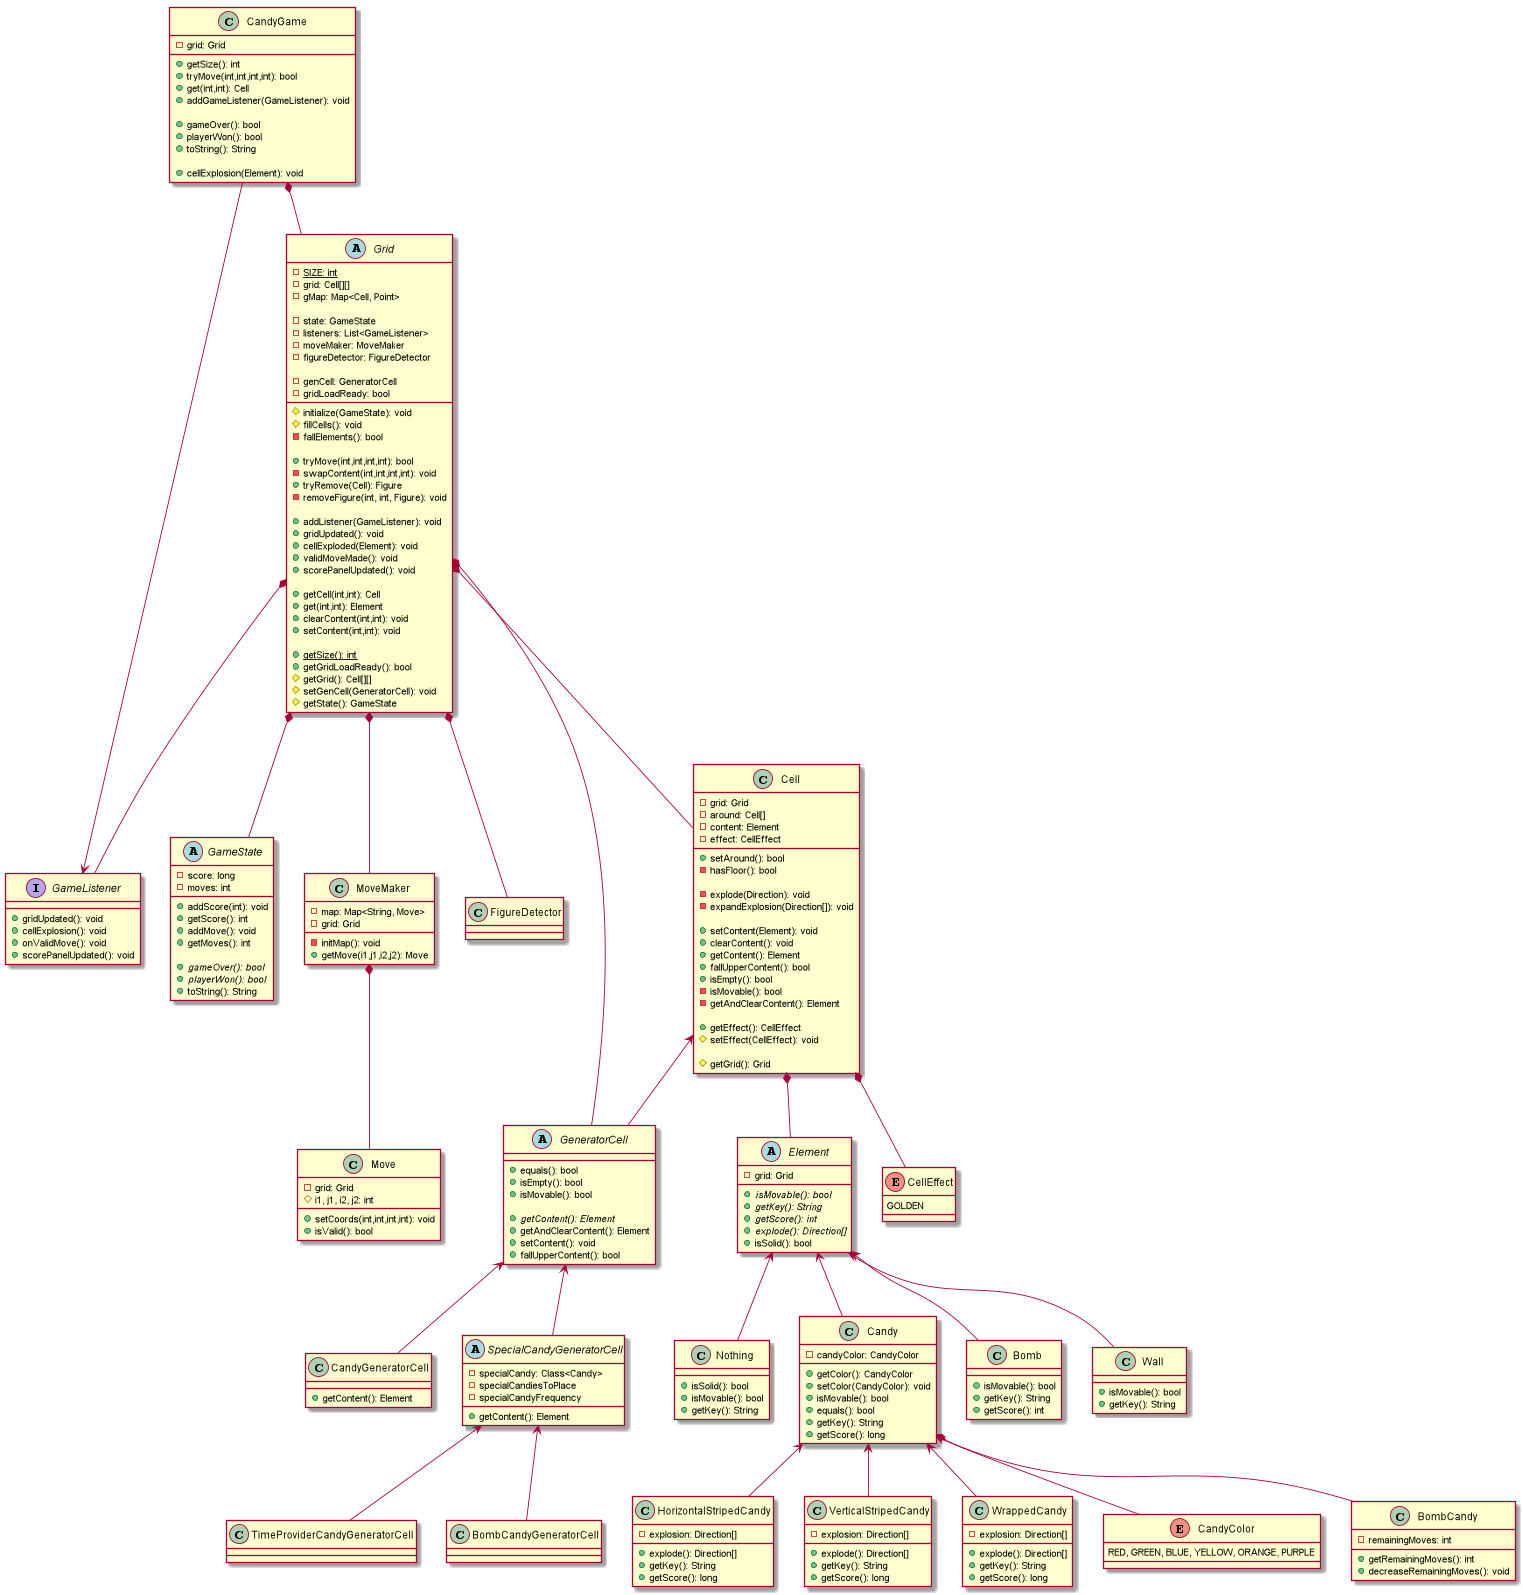 C CandyGame
grid: Grid
getSize(): int
tryMove(int,int,int,int): bool
get(int,int): Cell
addGameListener(GameListener): void
gameOver(): bool
playerWon(): bool
toString(): String
cellExplosion(Element): void
A Grid
SIZE: int
grid: Cell[][]
gMap: Map<Cell, Point>
state: GameState
listeners: List<GameListener>
moveMaker: MoveMaker
figureDetector: FigureDetector
genCell: GeneratorCell
gridLoadReady: bool
initialize(GameState): void
fillCells(): void
fallElements(): bool
tryMove(int,int,int,int): bool
swapContent(int,int,int,int): void
tryRemove(Cell): Figure
removeFigure(int, int, Figure): void
addListener(GameListener): void
gridUpdated(): void
cellExploded(Element): void
validMoveMade(): void
scorePanelUpdated(): void
getCell(int,int): Cell
get(int,int): Element
clearContent(int,int): void
setContent(int,int): void
getSize(): int
getGridLoadReady(): bool
getGrid(): Cell[][]
setGenCell(GeneratorCell): void
getState(): GameState
I GameListener
gridUpdated(): void
cellExplosion(): void
onValidMove(): void
scorePanelUpdated(): void
A GameState
score: long
moves: int
addScore(int): void
getScore(): int
addMove(): void
getMoves(): int
gameOver(): bool
playerWon(): bool
toString(): String
C MoveMaker
map: Map<String, Move>
grid: Grid
initMap(): void
getMove(i1,j1,i2,j2): Move
C FigureDetector
C Cell
grid: Grid
around: Cell[]
content: Element
effect: CellEffect
setAround(): bool
hasFloor(): bool
explode(Direction): void
expandExplosion(Direction[]): void
setContent(Element): void
clearContent(): void
getContent(): Element
fallUpperContent(): bool
isEmpty(): bool
isMovable(): bool
getAndClearContent(): Element
getEffect(): CellEffect
setEffect(CellEffect): void
getGrid(): Grid
C Move
grid: Grid
i1, j1, i2, j2: int
setCoords(int,int,int,int): void
isValid(): bool
A GeneratorCell
equals(): bool
isEmpty(): bool
isMovable(): bool
getContent(): Element
getAndClearContent(): Element
setContent(): void
fallUpperContent(): bool
A Element
grid: Grid
isMovable(): bool
getKey(): String
getScore(): int
explode(): Direction[]
isSolid(): bool
E CellEffect
GOLDEN
C CandyGeneratorCell
getContent(): Element
A SpecialCandyGeneratorCell
specialCandy: Class<Candy>
specialCandiesToPlace
specialCandyFrequency
getContent(): Element
C Nothing
isSolid(): bool
isMovable(): bool
getKey(): String
C Candy
candyColor: CandyColor
getColor(): CandyColor
setColor(CandyColor): void
isMovable(): bool
equals(): bool
getKey(): String
getScore(): long
C Bomb
isMovable(): bool
getKey(): String
getScore(): int
C Wall
isMovable(): bool
getKey(): String
C TimeProviderCandyGeneratorCell
C BombCandyGeneratorCell
C HorizontalStripedCandy
explosion: Direction[]
explode(): Direction[]
getKey(): String
getScore(): long
C VerticalStripedCandy
explosion: Direction[]
explode(): Direction[]
getKey(): String
getScore(): long
C WrappedCandy
explosion: Direction[]
explode(): Direction[]
getKey(): String
getScore(): long
E CandyColor
RED, GREEN, BLUE, YELLOW, ORANGE, PURPLE
C BombCandy
remainingMoves: int
getRemainingMoves(): int
decreaseRemainingMoves(): void